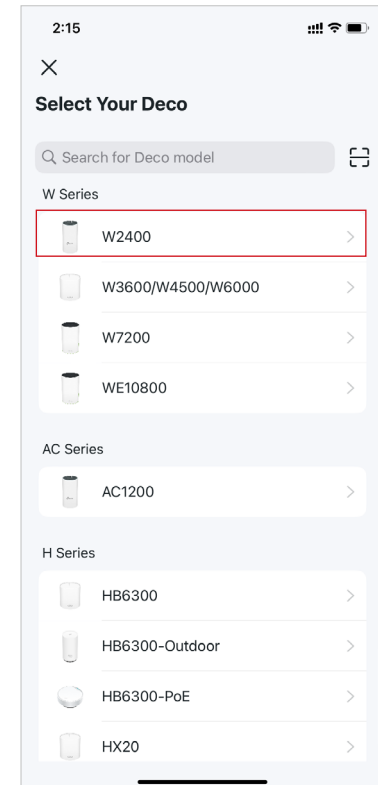 2:15
Select Your Deco
Search for Deco model
W Series
W2400
W3600/W4500/W6000
W7200
WE10800
AC Series
AC1200
H Series
HB6300
HB6300-Outdoor
HB6300-PoE
HX20